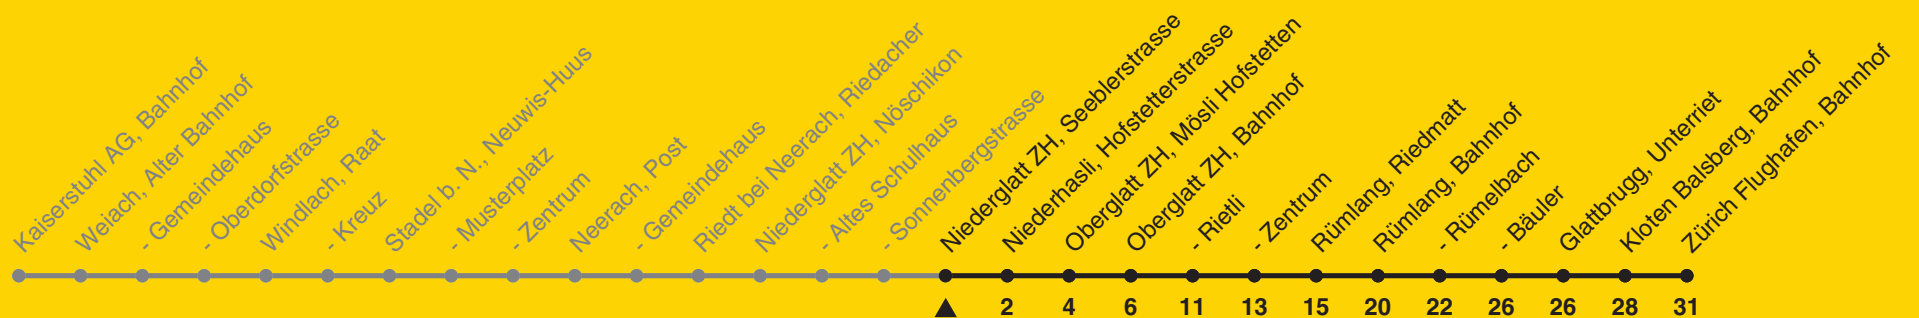 Kaiserstuhl AG, Bahnhof
Weiach, Alter Bahnhof
- Gemeindehaus
- Oberdorfstrasse
Windlach, Raat
- Kreuz
Stadel b. N., Neuwis-Huus
- Musterplatz
- Zentrum
Neerach, Post
- Gemeindehaus
Riedt bei Neerach, Riedacher
Niederglatt ZH, Nöschikon
- Altes Schulhaus
- Sonnenbergstrasse
Niederglatt ZH, Seeblerstrasse
Niederhasli, Hofstetterstrasse
Oberglatt ZH, Mösli Hofstetten
Oberglatt ZH, Bahnhof
- Rietli
- Zentrum
Rümlang, Riedmatt
Rümlang, Bahnhof
- Rümelbach
- Bäuler
Glattbrugg, Unterriet
Kloten Balsberg, Bahnhof
Zürich Flughafen, Bahnhof
2 4 6 11 13 15 20 22 26 26 28 31